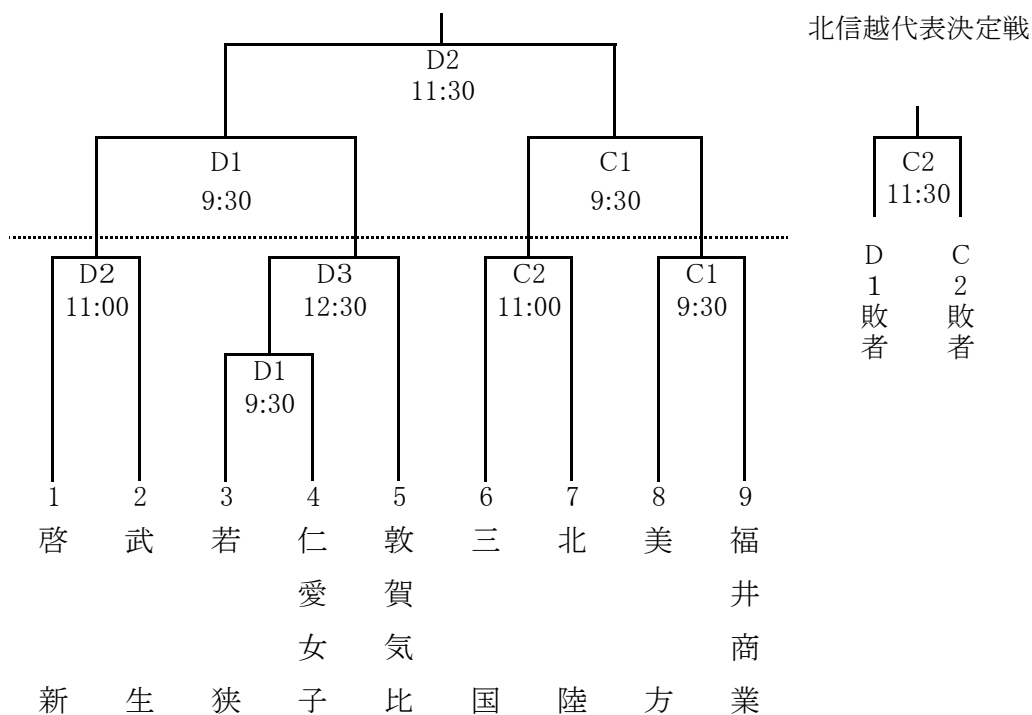 北信越代表決定戦
D2
11:30
D1
9:30
C1
9:30
C2
11:30
D1敗者
C2敗者
D2
11:00
D3
12:30
C2
11:00
C1
9:30
D1
9:30
1 2 3 4 5 6 7 8 9
啓新
武生
若狭
仁愛女子
敦賀気比
三国
北陸
美方
福井商業